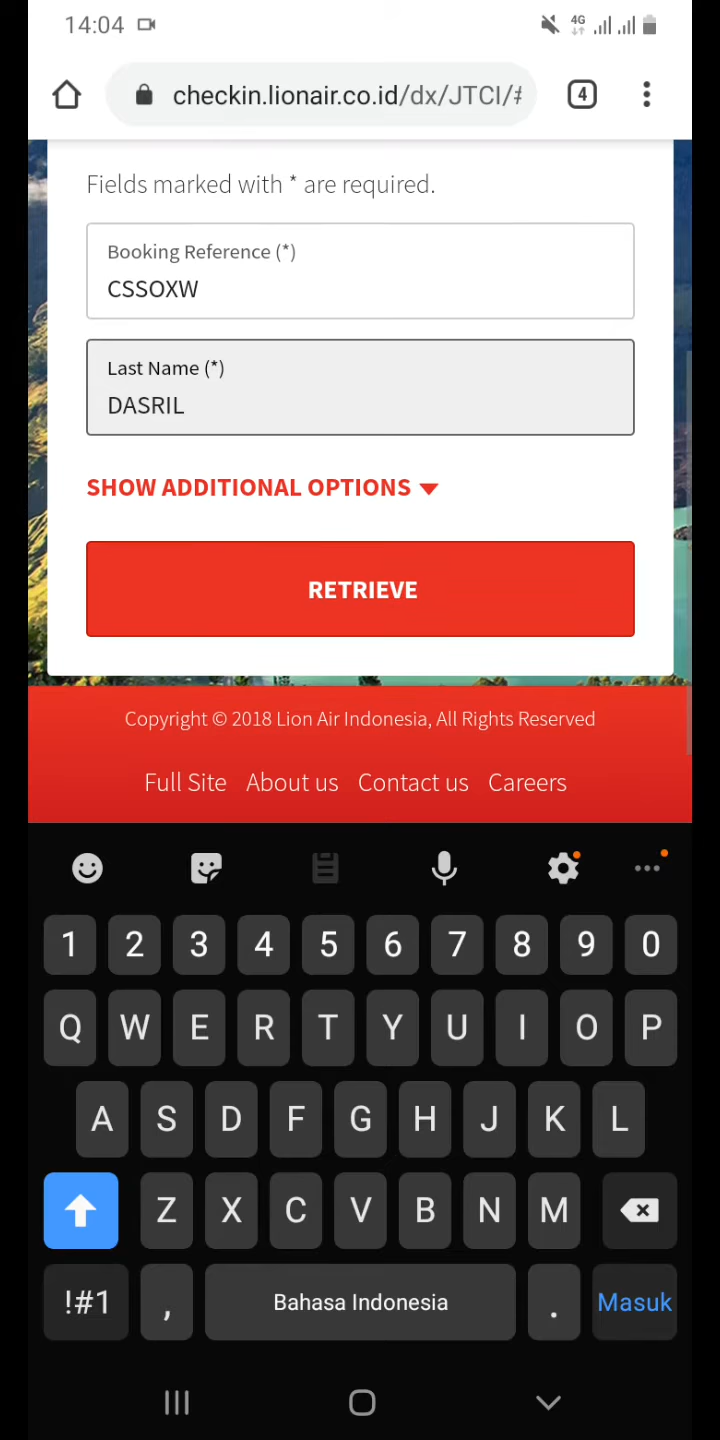 14:04 4G
checkin.lionair.co.id/dx/JTCI/# 4
Fields marked with * are required.
Booking Reference (*)
CSSOXW
Last Name (*)
DASRIL
SHOW ADDITIONAL OPTIONS
RETRIEVE
Copyright © 2018 Lion Air Indonesia, All Rights Reserved
Full Site About us Contact us Careers
1 2 3 4 5 6 7 8 9 0
Q W E R T Y U I O P
A S D F G H J K L
Z X C V B N M
!#1 , Bahasa Indonesia . Masuk